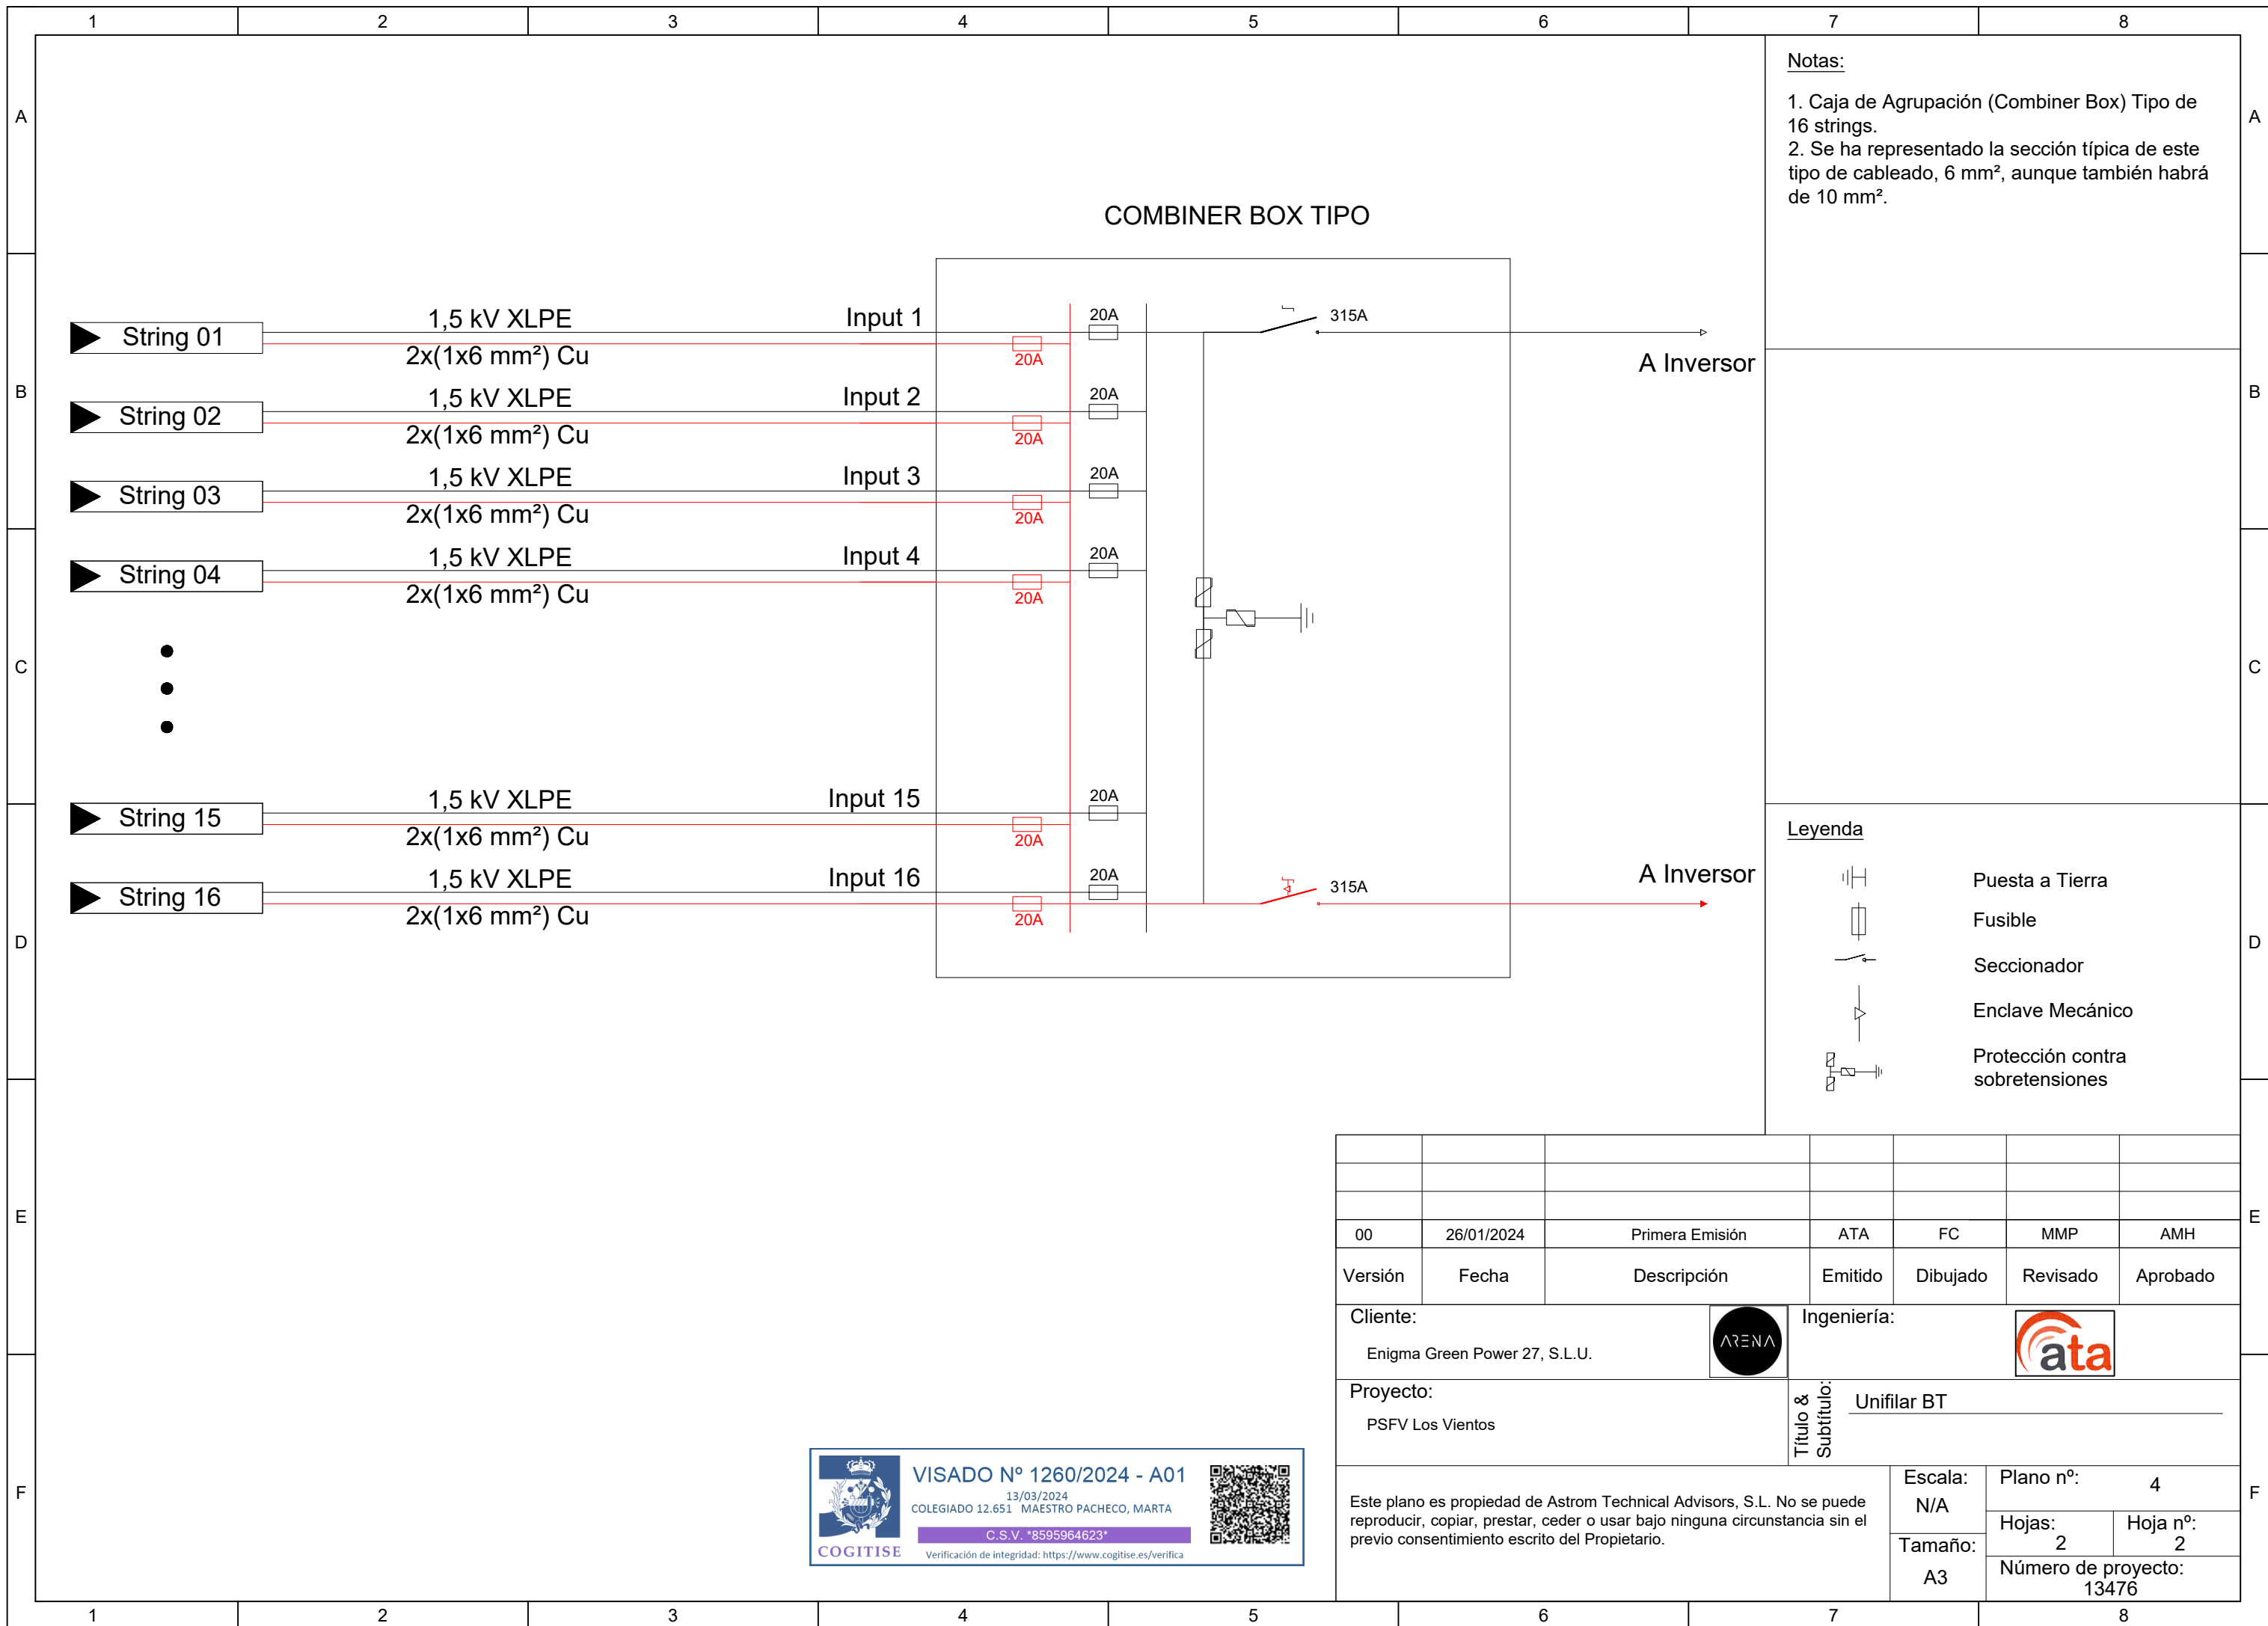 1 2 3 4 5 6 7 8
A
B
C
D
E
F
COMBINER BOX TIPO
String 01
1,5 kV XLPE
2x(1x6 mm²) Cu
Input 1
20A
20A
315A
A Inversor
String 02
1,5 kV XLPE
2x(1x6 mm²) Cu
Input 2
20A
20A
String 03
1,5 kV XLPE
2x(1x6 mm²) Cu
Input 3
20A
20A
String 04
1,5 kV XLPE
2x(1x6 mm²) Cu
Input 4
20A
20A
String 15
1,5 kV XLPE
2x(1x6 mm²) Cu
Input 15
20A
20A
String 16
1,5 kV XLPE
2x(1x6 mm²) Cu
Input 16
20A
20A
315A
A Inversor
Notas:
1. Caja de Agrupación (Combiner Box) Tipo de
16 strings.
2. Se ha representado la sección típica de este
tipo de cableado, 6 mm², aunque también habrá
de 10 mm².
Leyenda
Puesta a Tierra
Fusible
Seccionador
Enclave Mecánico
Protección contra
sobretensiones
00 26/01/2024 Primera Emisión ATA FC MMP AMH
Versión Fecha Descripción Emitido Dibujado Revisado Aprobado
Cliente:
Enigma Green Power 27, S.L.U.
ARENA
Ingeniería:
ata
Proyecto:
PSFV Los Vientos
Título &
Subtítulo:
Unifilar BT
Este plano es propiedad de Astrom Technical Advisors, S.L. No se puede
reproducir, copiar, prestar, ceder o usar bajo ninguna circunstancia sin el
previo consentimiento escrito del Propietario.
Escala:
N/A
Tamaño:
A3
Plano nº:
4
Hojas:
2
Hoja nº:
2
Número de proyecto:
13476
VISADO Nº 1260/2024 - A01
13/03/2024
COLEGIADO 12.651 MAESTRO PACHECO, MARTA
C.S.V. *8595964623*
COGITISE
Verificación de integridad: https://www.cogitise.es/verifica
A
B
C
D
E
F
1 2 3 4 5 6 7 8